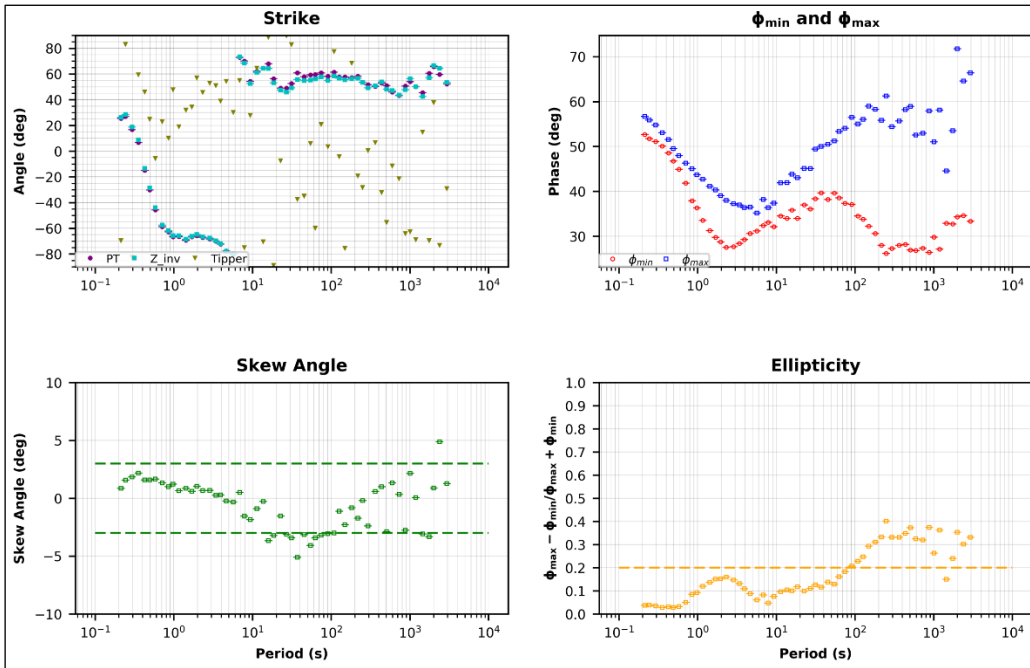 Strike
Angle (deg)
80
60
40
20
0
−20
−40
−60
−80
PT Z_inv Tipper
10⁻¹ 10⁰ 10¹ 10² 10³ 10⁴
ϕmin and ϕmax
Phase (deg)
70
60
50
40
30
ϕmin ϕmax
10⁻¹ 10⁰ 10¹ 10² 10³ 10⁴
Skew Angle
Skew Angle (deg)
10
5
0
−5
−10
10⁻¹ 10⁰ 10¹ 10² 10³ 10⁴
Period (s)
Ellipticity
ϕmax − ϕmin/ϕmax + ϕmin
1.0
0.9
0.8
0.7
0.6
0.5
0.4
0.3
0.2
0.1
0.0
10⁻¹ 10⁰ 10¹ 10² 10³ 10⁴
Period (s)